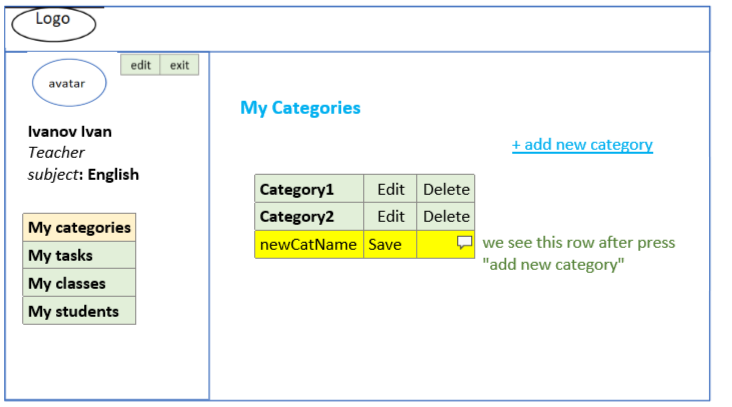 Logo
edit exit
avatar
Ivanov Ivan
Teacher
subject: English
My categories
My tasks
My classes
My students
My Categories
+ add new category
Category1 Edit Delete
Category2 Edit Delete
newCatName Save
we see this row after press
"add new category"